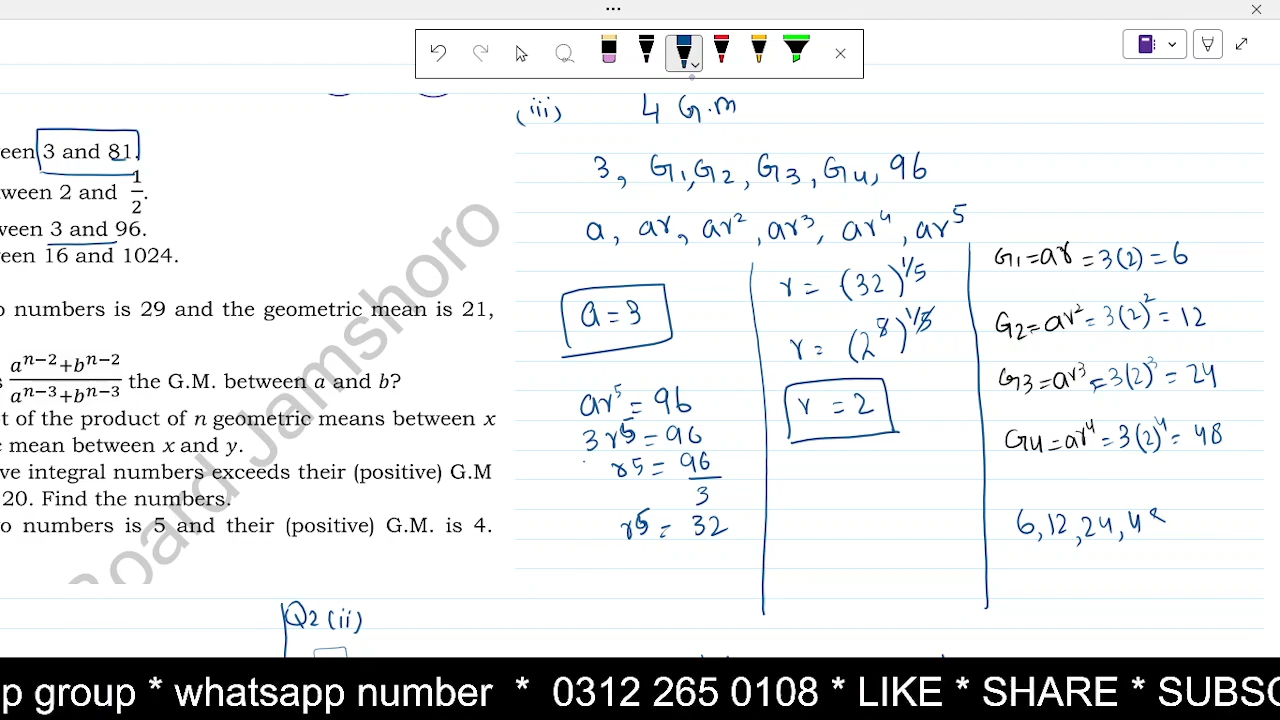 een 3 and 81.
ween 2 and 1/2.
ween 3 and 96.
een 16 and 1024.
o numbers is 29 and the geometric mean is 21,
s a^{n-2}+b^{n-2} / a^{n-3}+b^{n-3} the G.M. between a and b?
t of the product of n geometric means between x
c mean between x and y.
ve integral numbers exceeds their (positive) G.M
20. Find the numbers.
o numbers is 5 and their (positive) G.M. is 4.
Board Jamshoro
Q2 (ii)
(iii) 4 G.m
3, G1, G2, G3, G4, 96
a, ar, ar², ar³, ar⁴, ar⁵
a = 3
ar⁵ = 96
3r5 = 96
r5 = 96/3
r5 = 32
r = (32)^{1/5}
r = (2^8)^{1/5}
r = 2
G1 = ar = 3(2) = 6
G2 = ar² = 3(2)² = 12
G3 = ar³ = 3(2)³ = 24
G4 = ar⁴ = 3(2)⁴ = 48
6, 12, 24, 48
p group * whatsapp number * 0312 265 0108 * LIKE * SHARE * SUBSC